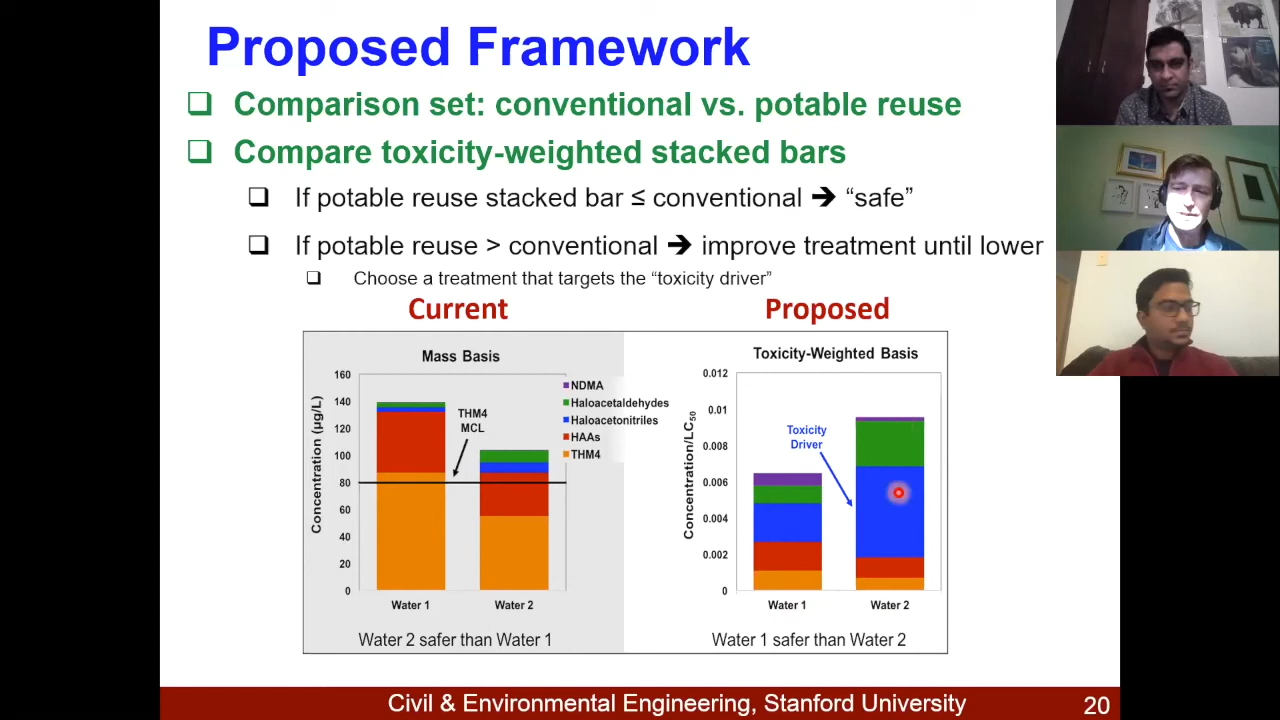 Proposed Framework
Comparison set: conventional vs. potable reuse
Compare toxicity-weighted stacked bars
If potable reuse stacked bar ≤ conventional ➔ “safe”
If potable reuse > conventional ➔ improve treatment until lower
Choose a treatment that targets the “toxicity driver”
Current
Proposed
Mass Basis
Concentration (µg/L)
160
140
120
100
80
60
40
20
0
THM4
MCL
Water 1
Water 2
NDMA
Haloacetaldehydes
Haloacetonitriles
HAAs
THM4
Water 2 safer than Water 1
Toxicity-Weighted Basis
Concentration/LC50
0.012
0.01
0.008
0.006
0.004
0.002
0
Toxicity
Driver
Water 1
Water 2
Water 1 safer than Water 2
Civil & Environmental Engineering, Stanford University
20